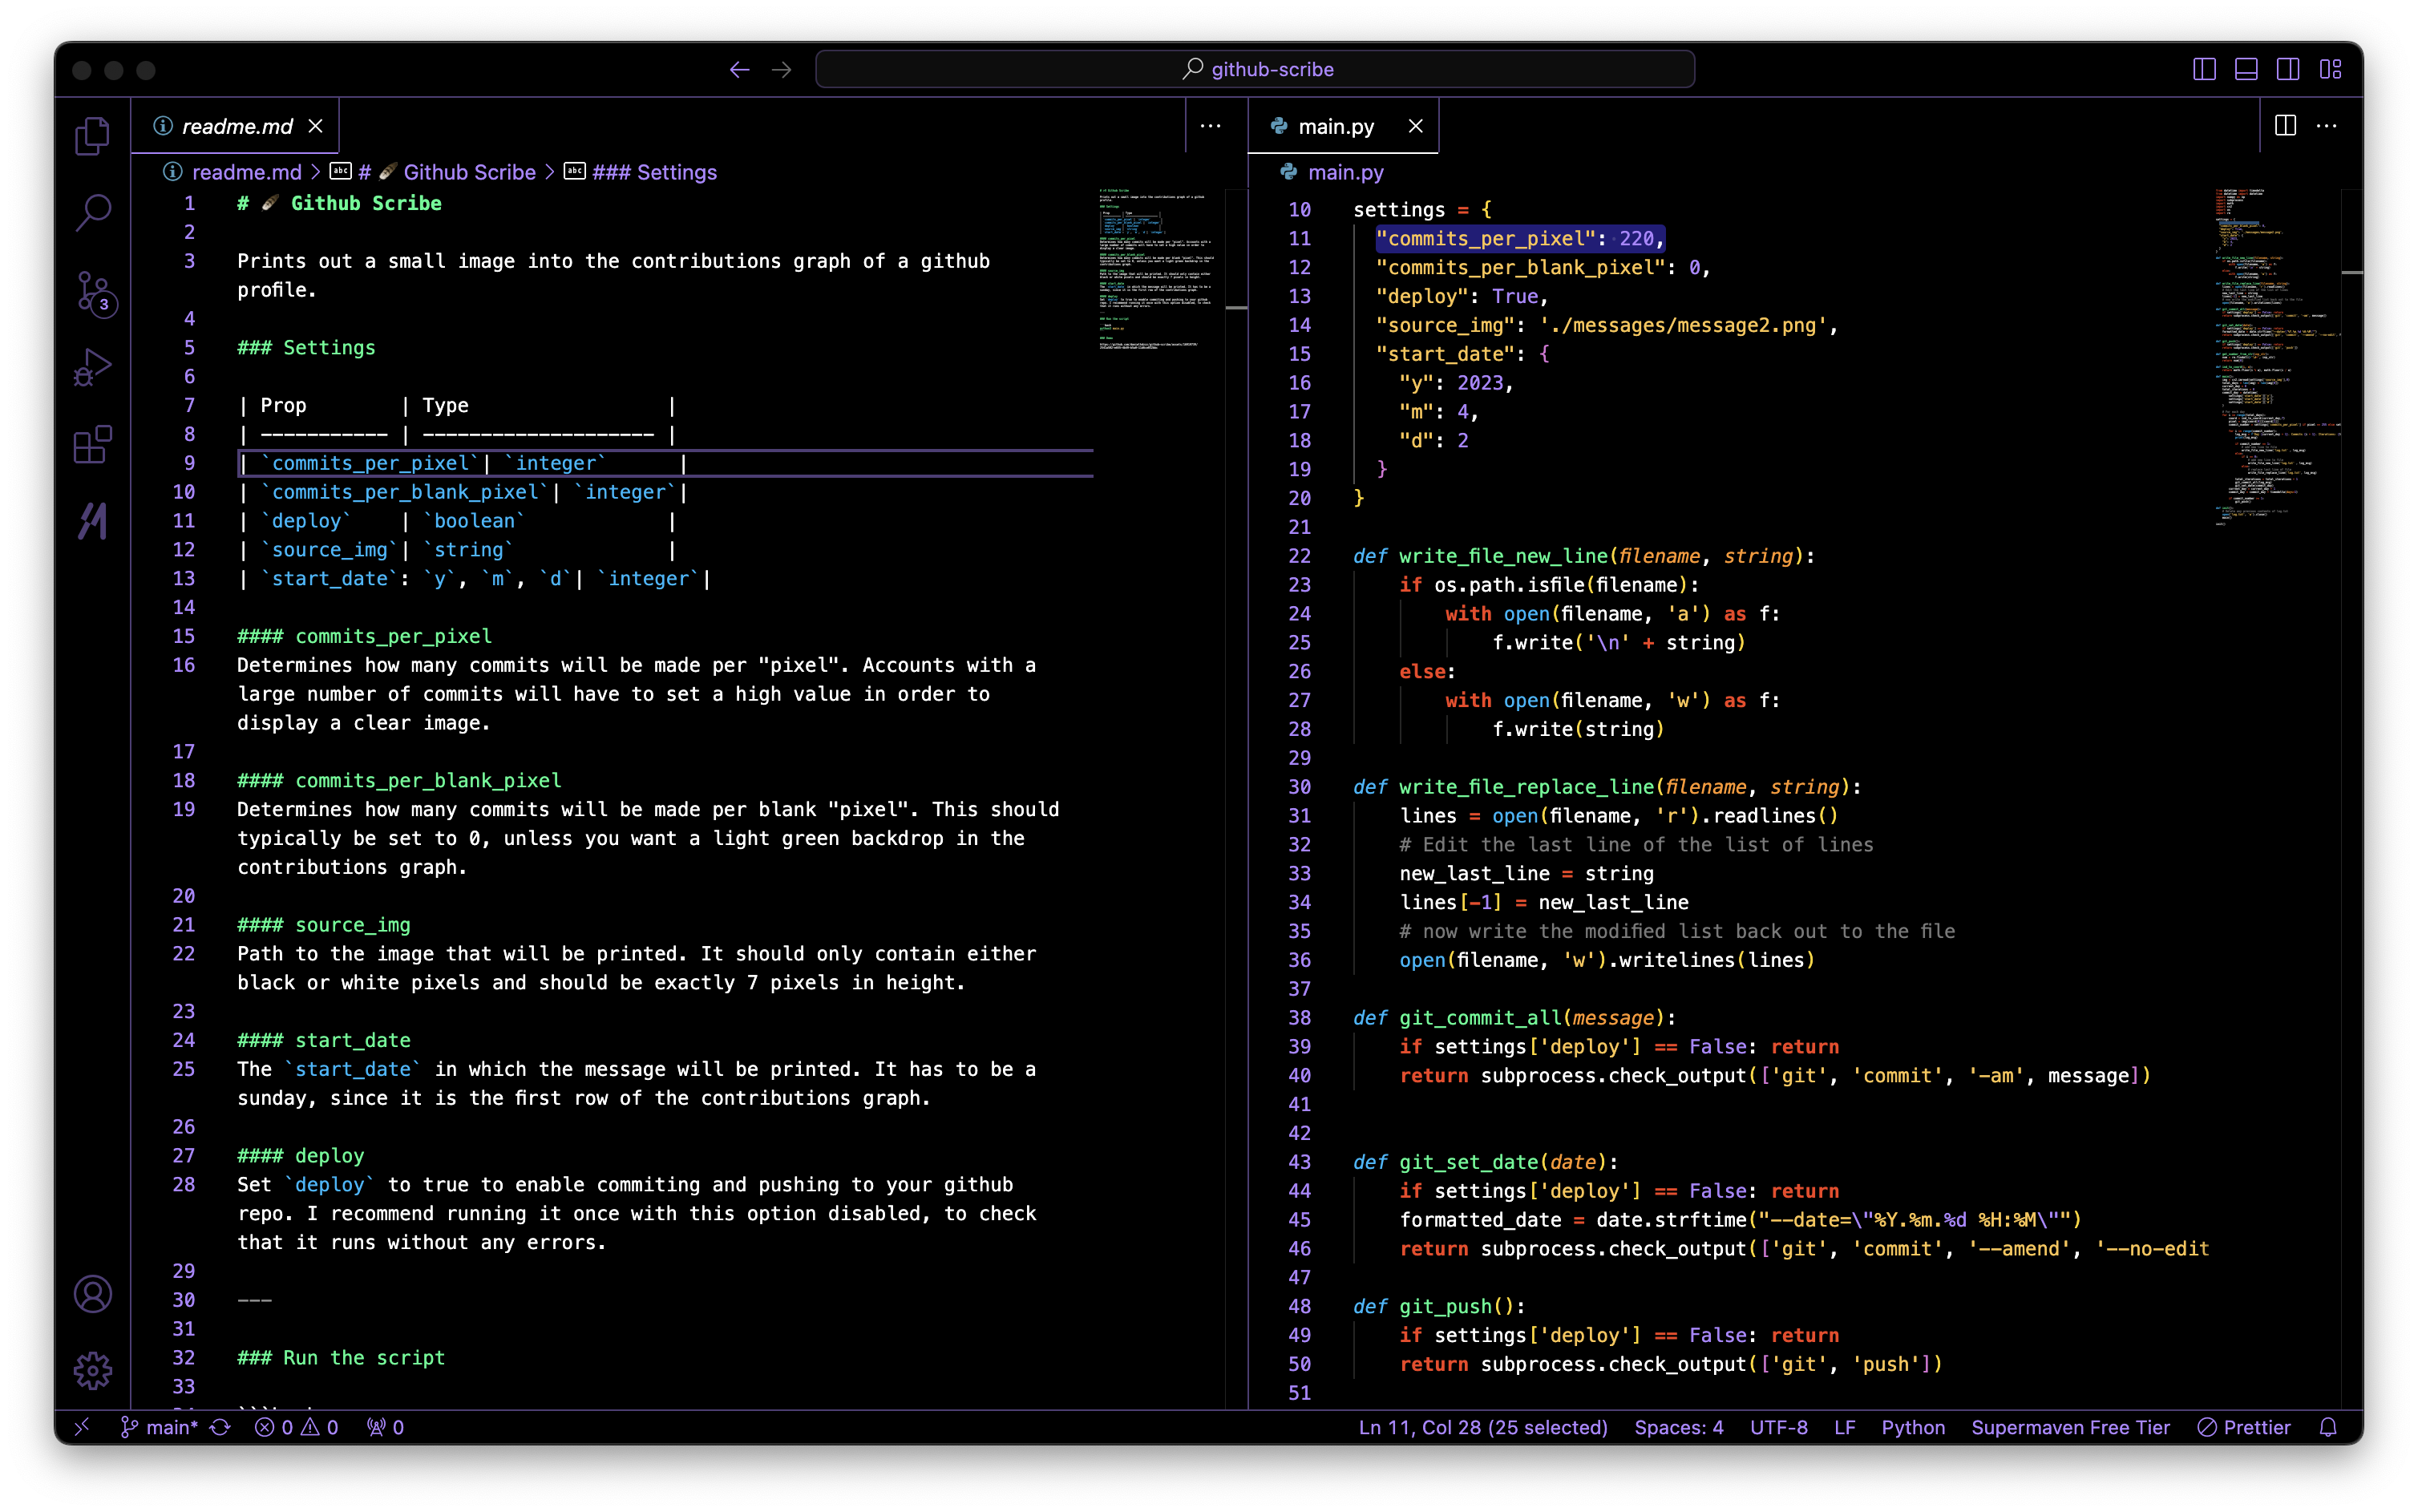 github-scribe
readme.md
readme.md > # Github Scribe > ### Settings
1 # Github Scribe
2
3 Prints out a small image into the contributions graph of a github
profile.
4
5 ### Settings
6
7 | Prop | Type |
8 | ----------- | -------------------- |
9 | `commits_per_pixel`| `integer` |
10 | `commits_per_blank_pixel`| `integer`|
11 | `deploy` | `boolean` |
12 | `source_img`| `string` |
13 | `start_date`: `y`, `m`, `d`| `integer`|
14
15 #### commits_per_pixel
16 Determines how many commits will be made per "pixel". Accounts with a
large number of commits will have to set a high value in order to
display a clear image.
17
18 #### commits_per_blank_pixel
19 Determines how many commits will be made per blank "pixel". This should
typically be set to 0, unless you want a light green backdrop in the
contributions graph.
20
21 #### source_img
22 Path to the image that will be printed. It should only contain either
black or white pixels and should be exactly 7 pixels in height.
23
24 #### start_date
25 The `start_date` in which the message will be printed. It has to be a
sunday, since it is the first row of the contributions graph.
26
27 #### deploy
28 Set `deploy` to true to enable commiting and pushing to your github
repo. I recommend running it once with this option disabled, to check
that it runs without any errors.
29
30 ---
31
32 ### Run the script
33
main.py
main.py
10 settings = {
11 "commits_per_pixel": 220,
12 "commits_per_blank_pixel": 0,
13 "deploy": True,
14 "source_img": './messages/message2.png',
15 "start_date": {
16 "y": 2023,
17 "m": 4,
18 "d": 2
19 }
20 }
21
22 def write_file_new_line(filename, string):
23 if os.path.isfile(filename):
24 with open(filename, 'a') as f:
25 f.write('\n' + string)
26 else:
27 with open(filename, 'w') as f:
28 f.write(string)
29
30 def write_file_replace_line(filename, string):
31 lines = open(filename, 'r').readlines()
32 # Edit the last line of the list of lines
33 new_last_line = string
34 lines[-1] = new_last_line
35 # now write the modified list back out to the file
36 open(filename, 'w').writelines(lines)
37
38 def git_commit_all(message):
39 if settings['deploy'] == False: return
40 return subprocess.check_output(['git', 'commit', '-am', message])
41
42
43 def git_set_date(date):
44 if settings['deploy'] == False: return
45 formatted_date = date.strftime("--date=\"%Y.%m.%d %H:%M\"")
46 return subprocess.check_output(['git', 'commit', '--amend', '--no-edit
47
48 def git_push():
49 if settings['deploy'] == False: return
50 return subprocess.check_output(['git', 'push'])
51
3
main* 0 0 0
Ln 11, Col 28 (25 selected) Spaces: 4 UTF-8 LF Python Supermaven Free Tier Prettier